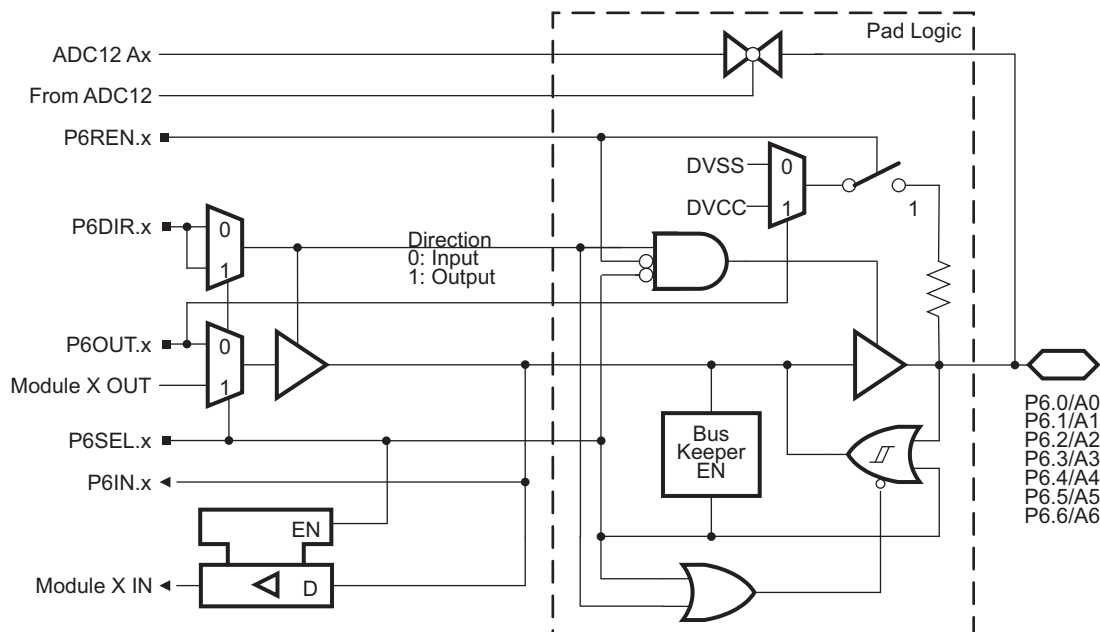 Pad Logic
ADC12 Ax
From ADC12
P6REN.x
DVSS
0
DVCC
1
1
P6DIR.x
0
1
Direction
0: Input
1: Output
P6OUT.x
0
Module X OUT
1
P6SEL.x
Bus
Keeper
EN
P6IN.x
EN
Module X IN
D
P6.0/A0
P6.1/A1
P6.2/A2
P6.3/A3
P6.4/A4
P6.5/A5
P6.6/A6